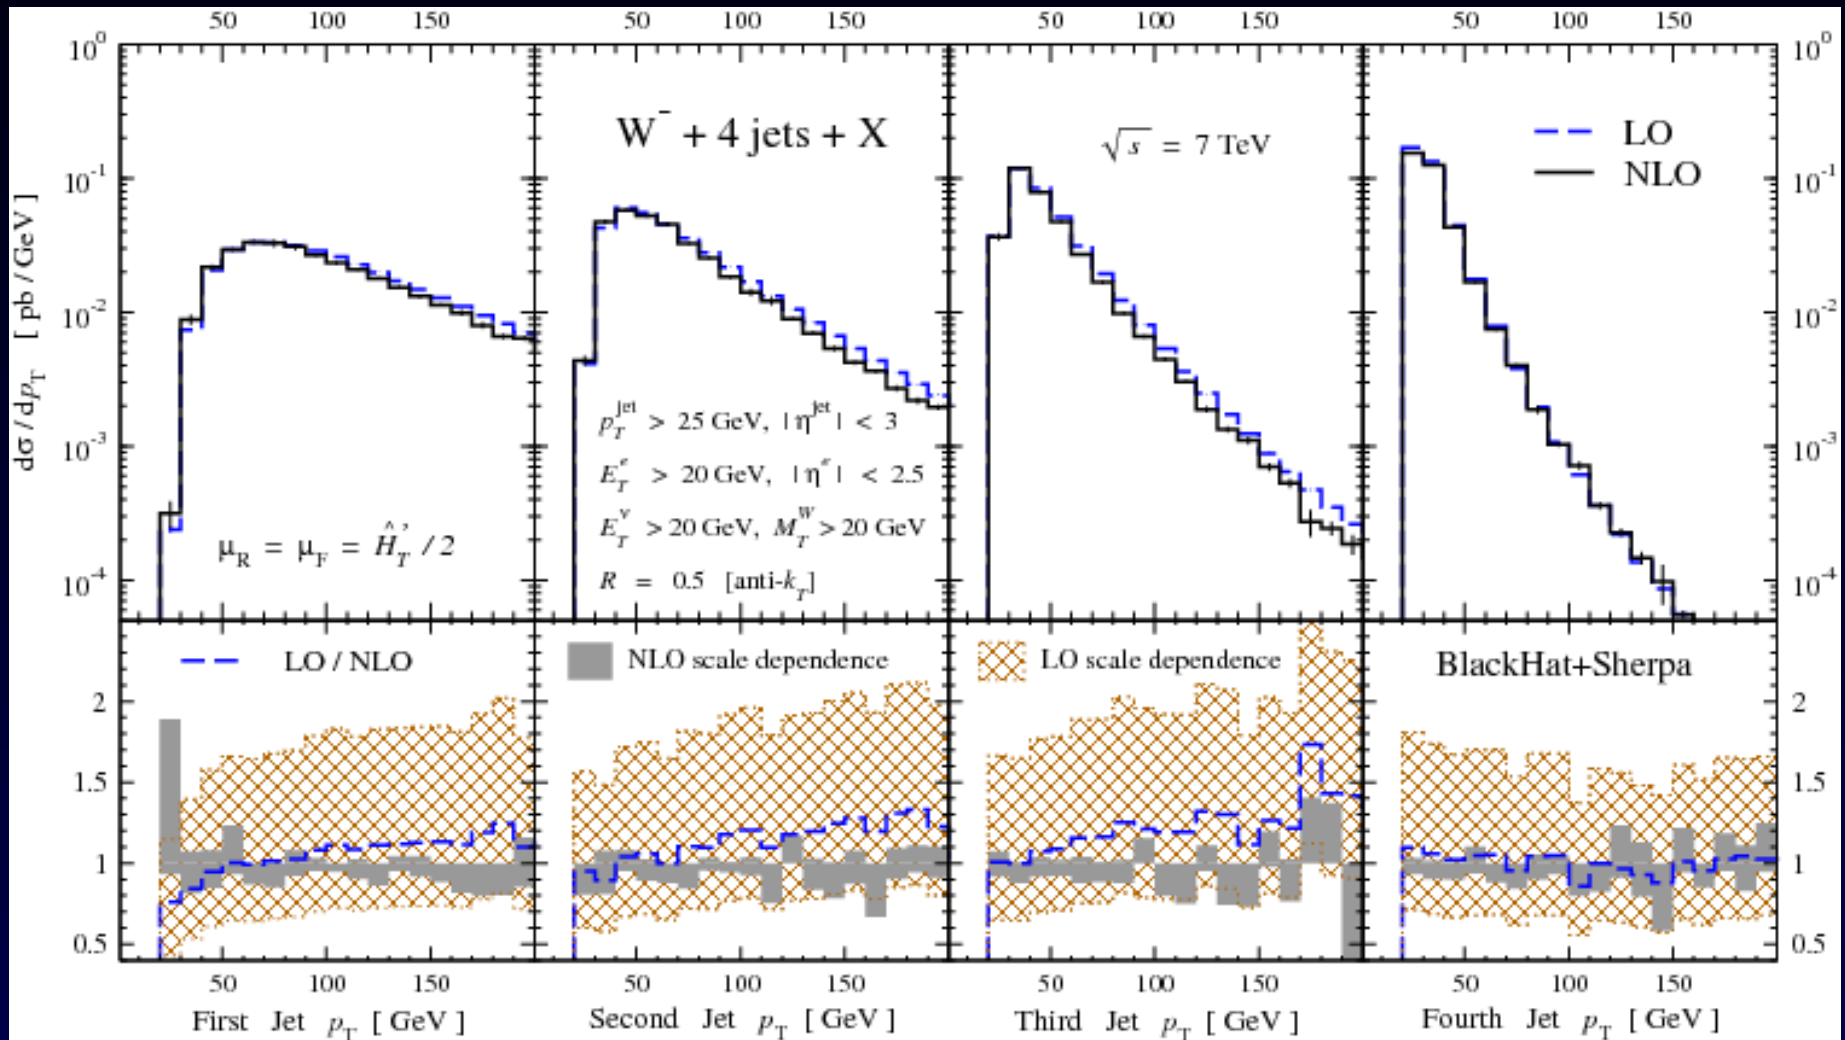 50 100 150 50 100 150 50 100 150 50 100 150
10^0 10^0
10^-1 10^-1
10^-2 10^-2
10^-3 10^-3
10^-4 10^-4
dσ / dp_T [ pb / GeV ]
μ_R = μ_F = Ĥ_T' / 2
W^- + 4 jets + X
p_T^jet > 25 GeV, | η^jet | < 3
E_T^e > 20 GeV, | η^e | < 2.5
E_T^ν > 20 GeV, M_T^W > 20 GeV
R = 0.5 [anti-k_T]
√s = 7 TeV
LO
NLO
LO / NLO
NLO scale dependence
LO scale dependence
BlackHat+Sherpa
2 2
1.5 1.5
1 1
0.5 0.5
50 100 150 50 100 150 50 100 150 50 100 150
First Jet p_T [ GeV ] Second Jet p_T [ GeV ] Third Jet p_T [ GeV ] Fourth Jet p_T [ GeV ]